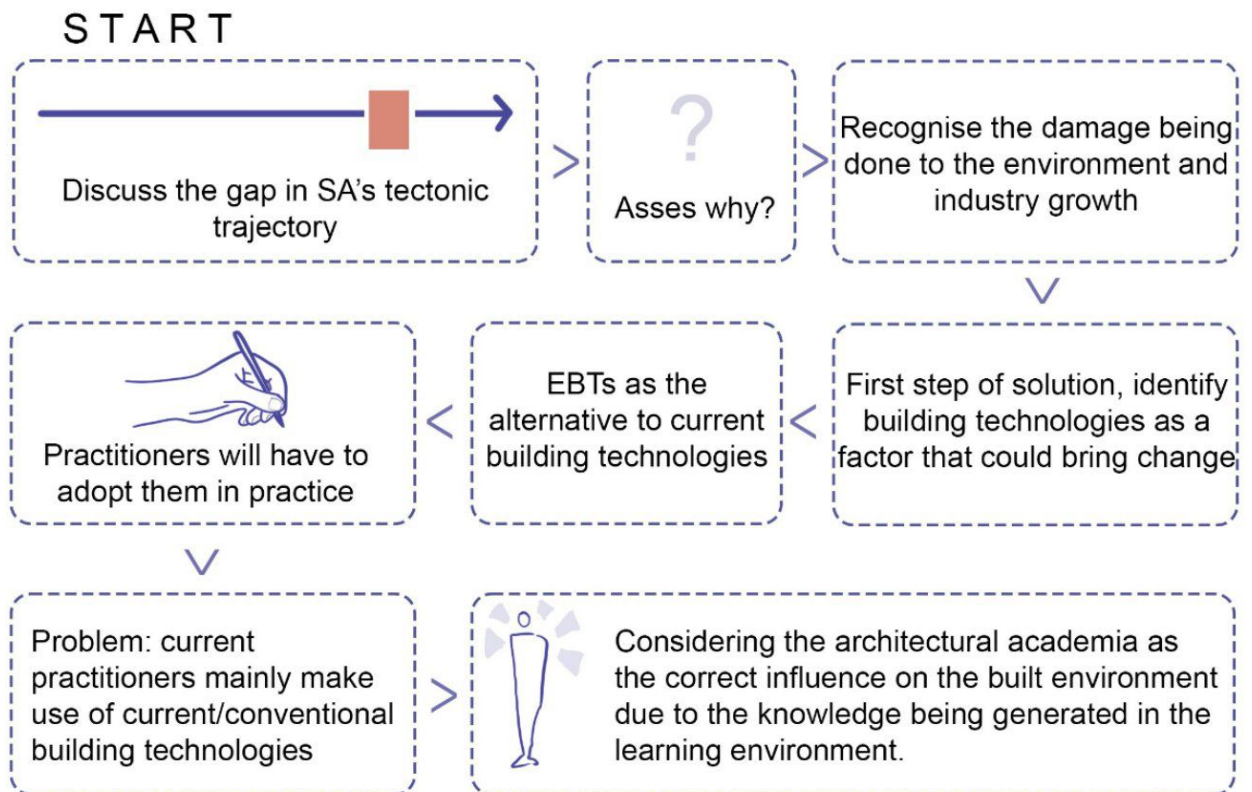 START
Discuss the gap in SA's tectonic
trajectory
?
Asses why?
Recognise the damage being
done to the environment and
industry growth
First step of solution, identify
building technologies as a
factor that could bring change
EBTs as the
alternative to current
building technologies
Practitioners will have to
adopt them in practice
Problem: current
practitioners mainly make
use of current/conventional
building technologies
Considering the architectural academia as
the correct influence on the built environment
due to the knowledge being generated in the
learning environment.